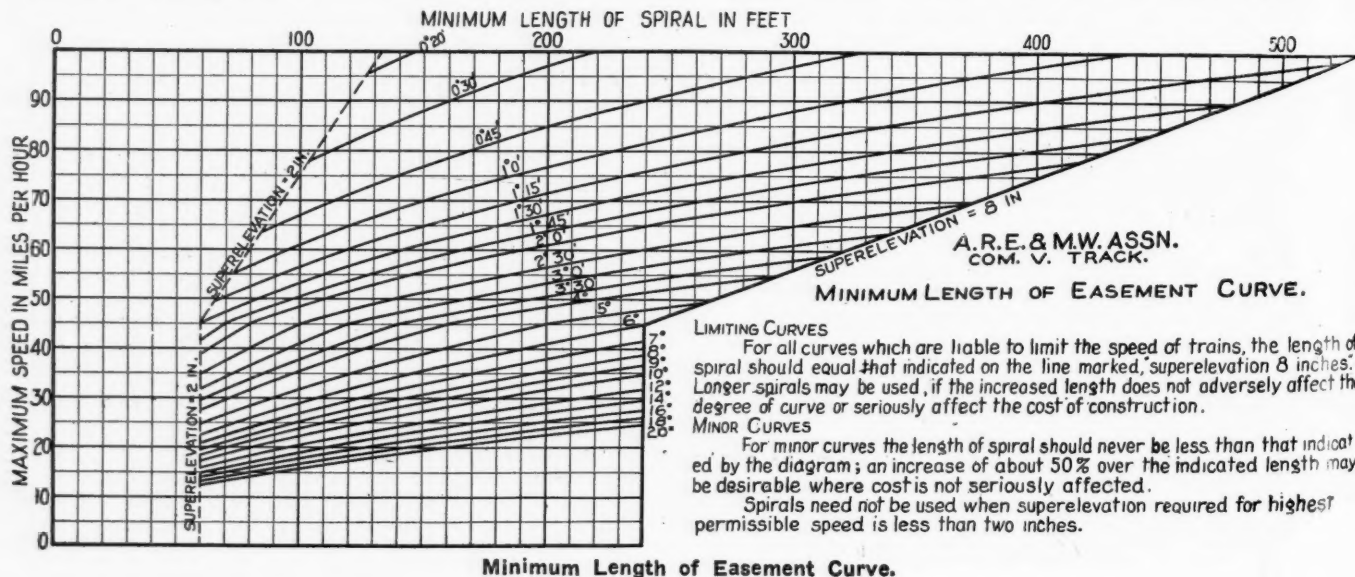 MINIMUM LENGTH OF SPIRAL IN FEET
0 100 200 300 400 500
MAXIMUM SPEED IN MILES PER HOUR
90
80
70
60
50
40
30
20
10
0
SUPERELEVATION = 2 IN.
SUPERELEVATION = 2 IN.
SUPERELEVATION = 8 IN
0°20'
0°30'
0°45'
1°0'
1°15'
1°30'
1°45'
2°0'
2°30'
3°0'
3°30'
4°
5°
6°
7°
8°
9°
10°
12°
14°
16°
18°
20°
A.R.E. & M.W. ASSN.
COM. V. TRACK.
MINIMUM LENGTH OF EASEMENT CURVE.
LIMITING CURVES
For all curves which are liable to limit the speed of trains, the length of
spiral should equal that indicated on the line marked, "superelevation 8 inches."
Longer spirals may be used, if the increased length does not adversely affect the
degree of curve or seriously affect the cost of construction.
MINOR CURVES
For minor curves the length of spiral should never be less than that indicat-
ed by the diagram; an increase of about 50% over the indicated length may
be desirable where cost is not seriously affected.
Spirals need not be used when superelevation required for highest
permissible speed is less than two inches.
Minimum Length of Easement Curve.